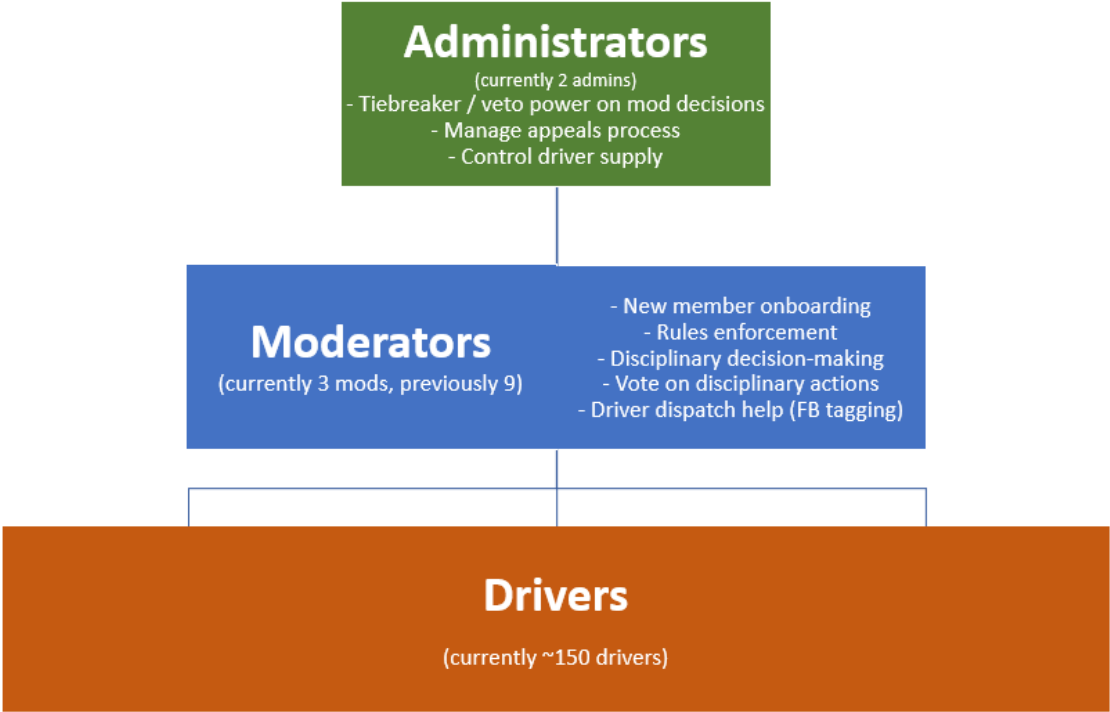 Administrators
(currently 2 admins)
- Tiebreaker / veto power on mod decisions
- Manage appeals process
- Control driver supply
Moderators
(currently 3 mods, previously 9)
- New member onboarding
- Rules enforcement
- Disciplinary decision-making
- Vote on disciplinary actions
- Driver dispatch help (FB tagging)
Drivers
(currently ~150 drivers)